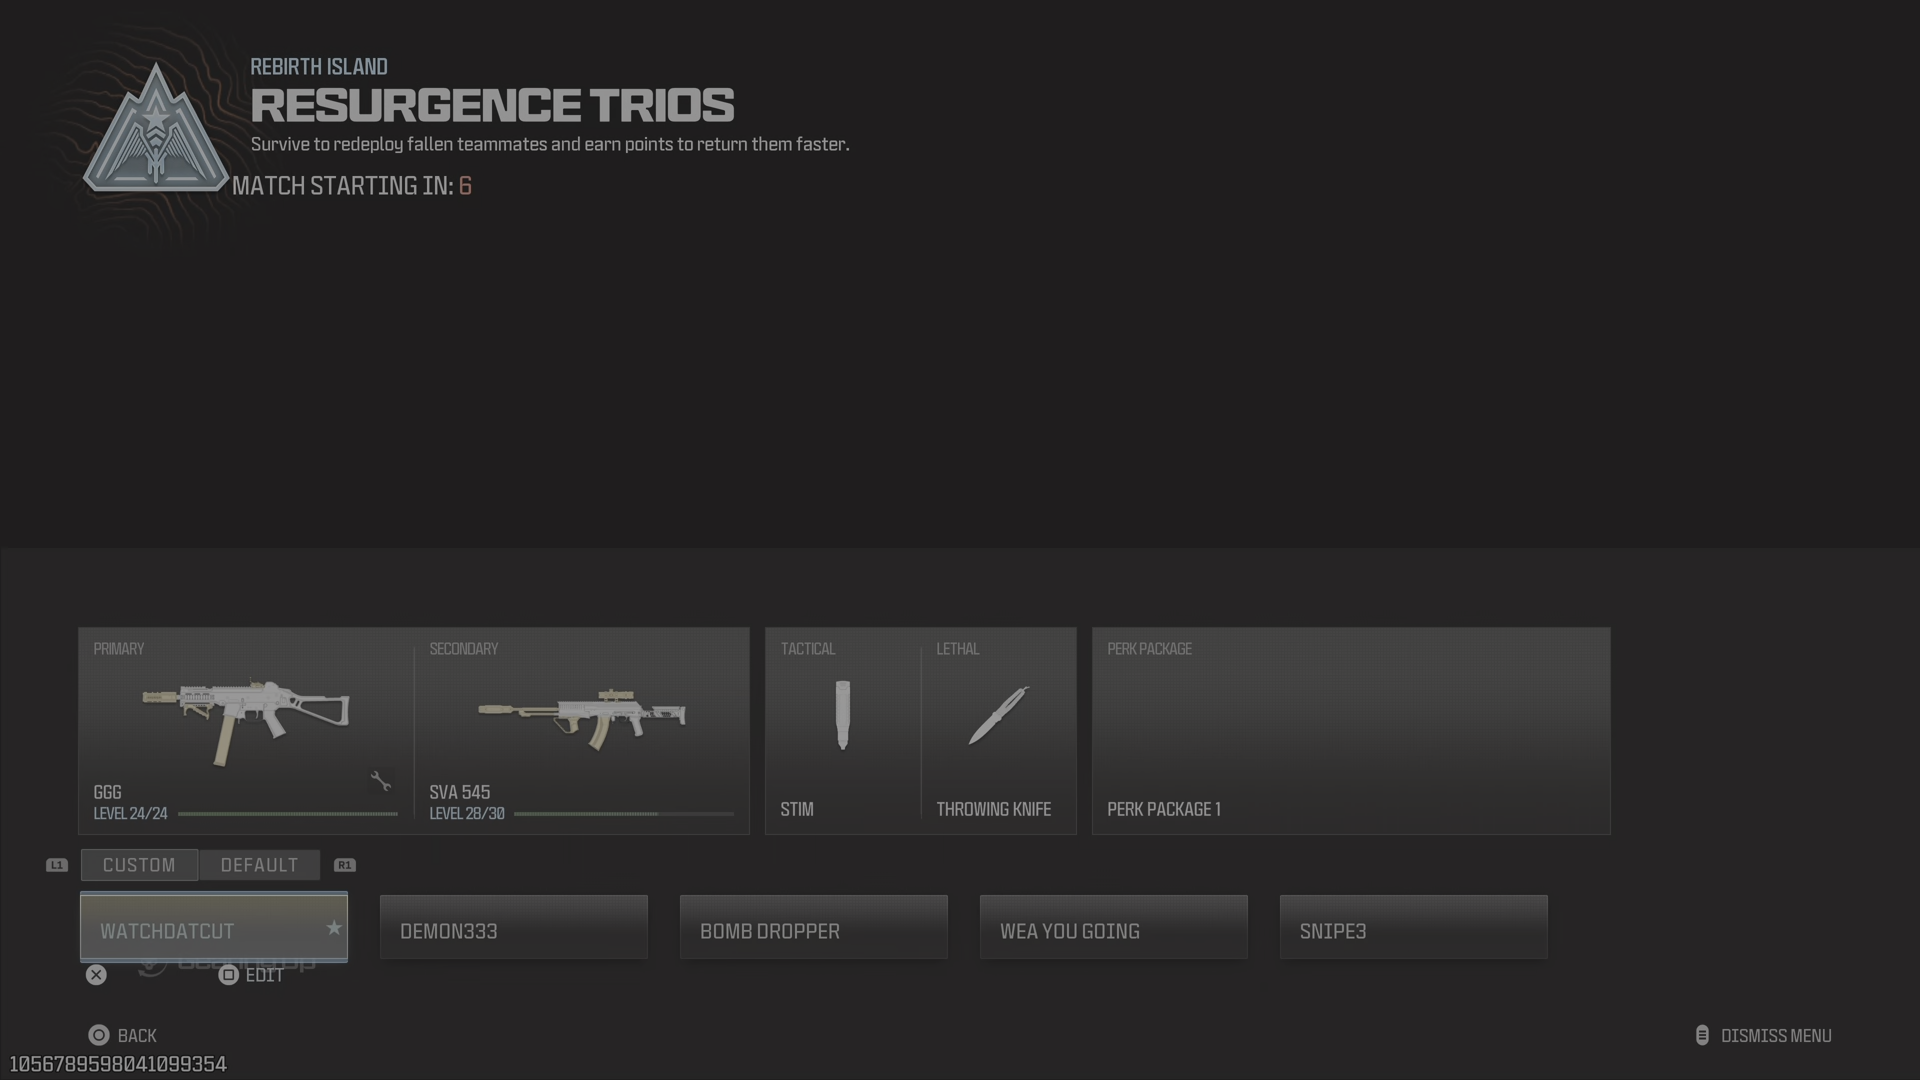 REBIRTH ISLAND
RESURGENCE TRIOS
Survive to redeploy fallen teammates and earn points to return them faster.
MATCH STARTING IN: 6
PRIMARY
SECONDARY
TACTICAL
LETHAL
PERK PACKAGE
GGG
LEVEL 24/24
SVA 545
LEVEL 28/30
STIM
THROWING KNIFE
PERK PACKAGE 1
L1
CUSTOM
DEFAULT
R1
WATCHDATCUT
DEMON333
BOMB DROPPER
WEA YOU GOING
SNIPE3
EDIT
BACK
DISMISS MENU
1056789598041099354